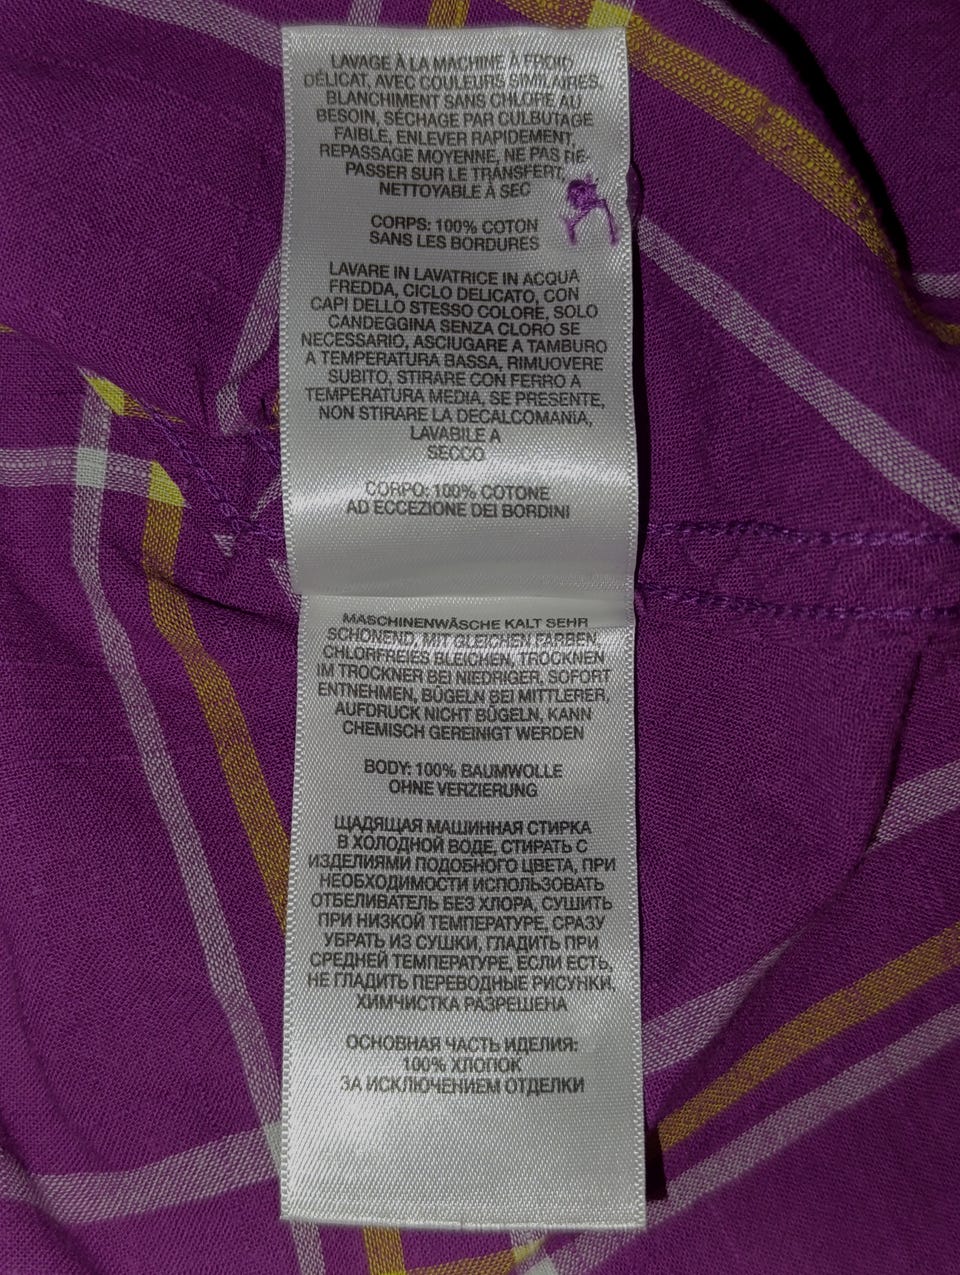 LAVAGE À LA MACHINE À FROID
DÉLICAT, AVEC COULEURS SIMILAIRES,
BLANCHIMENT SANS CHLORE AU
BESOIN, SÉCHAGE PAR CULBUTAGE
FAIBLE, ENLEVER RAPIDEMENT,
REPASSAGE MOYENNE, NE PAS RE-
PASSER SUR LE TRANSFERT,
NETTOYABLE À SEC
CORPS: 100% COTON
SANS LES BORDURES
LAVARE IN LAVATRICE IN ACQUA
FREDDA, CICLO DELICATO, CON
CAPI DELLO STESSO COLORE, SOLO
CANDEGGINA SENZA CLORO SE
NECESSARIO, ASCIUGARE A TAMBURO
A TEMPERATURA BASSA, RIMUOVERE
SUBITO, STIRARE CON FERRO A
TEMPERATURA MEDIA, SE PRESENTE,
NON STIRARE LA DECALCOMANIA,
LAVABILE A
SECCO
CORPO: 100% COTONE
AD ECCEZIONE DEI BORDINI
MASCHINENWÄSCHE KALT SEHR
SCHONEND, MIT GLEICHEN FARBEN,
CHLORFREIES BLEICHEN, TROCKNEN
IM TROCKNER BEI NIEDRIGER, SOFORT
ENTNEHMEN, BÜGELN BEI MITTLERER,
AUFDRUCK NICHT BÜGELN, KANN
CHEMISCH GEREINIGT WERDEN
BODY: 100% BAUMWOLLE
OHNE VERZIERUNG
ЩАДЯЩАЯ МАШИННАЯ СТИРКА
В ХОЛОДНОЙ ВОДЕ, СТИРАТЬ С
ИЗДЕЛИЯМИ ПОДОБНОГО ЦВЕТА, ПРИ
НЕОБХОДИМОСТИ ИСПОЛЬЗОВАТЬ
ОТБЕЛИВАТЕЛЬ БЕЗ ХЛОРА, СУШИТЬ
ПРИ НИЗКОЙ ТЕМПЕРАТУРЕ, СРАЗУ
УБРАТЬ ИЗ СУШКИ, ГЛАДИТЬ ПРИ
СРЕДНЕЙ ТЕМПЕРАТУРЕ, ЕСЛИ ЕСТЬ,
НЕ ГЛАДИТЬ ПЕРЕВОДНЫЕ РИСУНКИ,
ХИМЧИСТКА РАЗРЕШЕНА
ОСНОВНАЯ ЧАСТЬ ИДЕЛИЯ:
100% ХЛОПОК
ЗА ИСКЛЮЧЕНИЕМ ОТДЕЛКИ